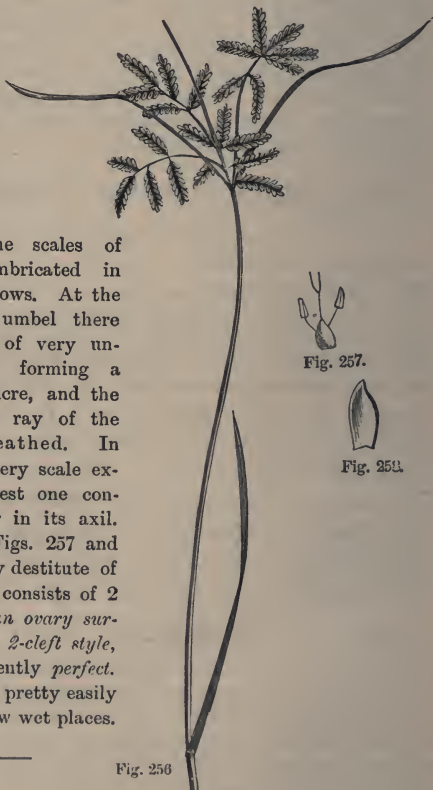 ne scales of
nbricated in
ows. At the
umbel there
of very un-
forming a
cre, and the
ray of the
eathed. In
ery scale ex-
est one con-
r in its axil.
Figs. 257 and
y destitute of
consists of 2
n ovary sur-
2-cleft style,
ently perfect.
pretty easily
w wet places.
Fig. 257.
Fig. 258.
Fig. 256